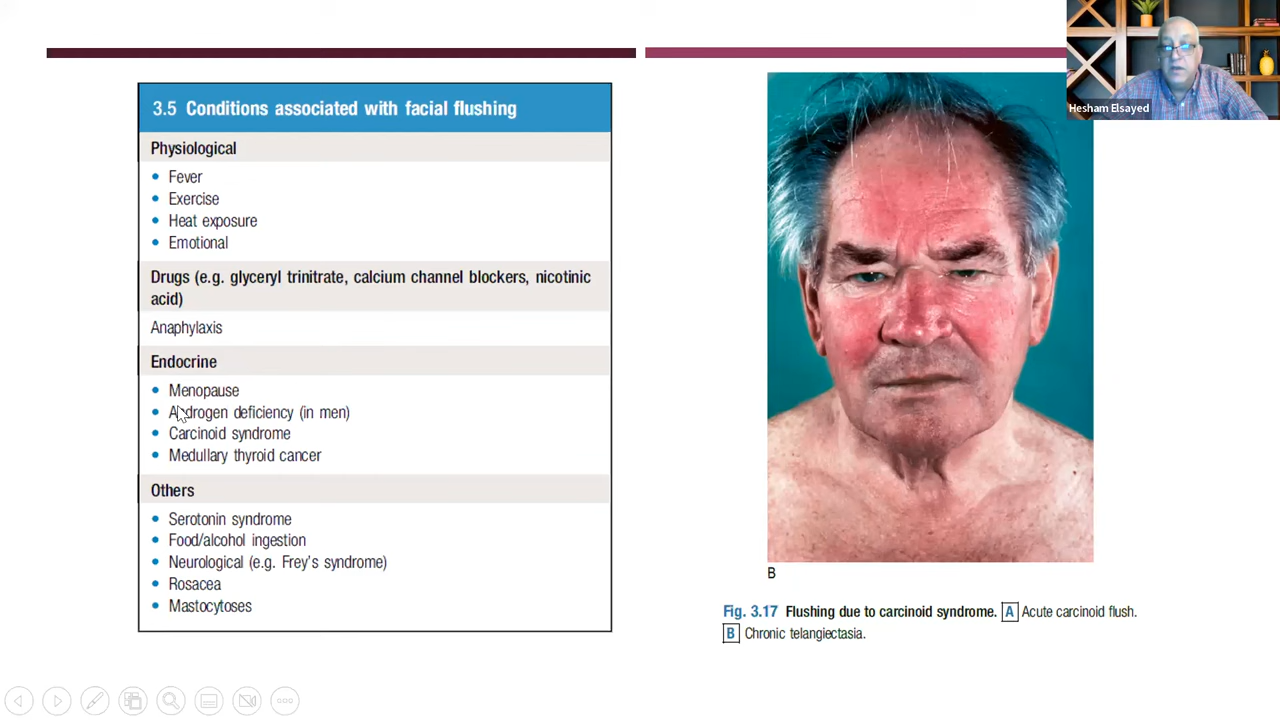 3.5 Conditions associated with facial flushing
Physiological
• Fever
• Exercise
• Heat exposure
• Emotional
Drugs (e.g. glyceryl trinitrate, calcium channel blockers, nicotinic
acid)
Anaphylaxis
Endocrine
• Menopause
• Androgen deficiency (in men)
• Carcinoid syndrome
• Medullary thyroid cancer
Others
• Serotonin syndrome
• Food/alcohol ingestion
• Neurological (e.g. Frey's syndrome)
• Rosacea
• Mastocytoses
Hesham Elsayed
B
Fig. 3.17 Flushing due to carcinoid syndrome. A Acute carcinoid flush.
B Chronic telangiectasia.